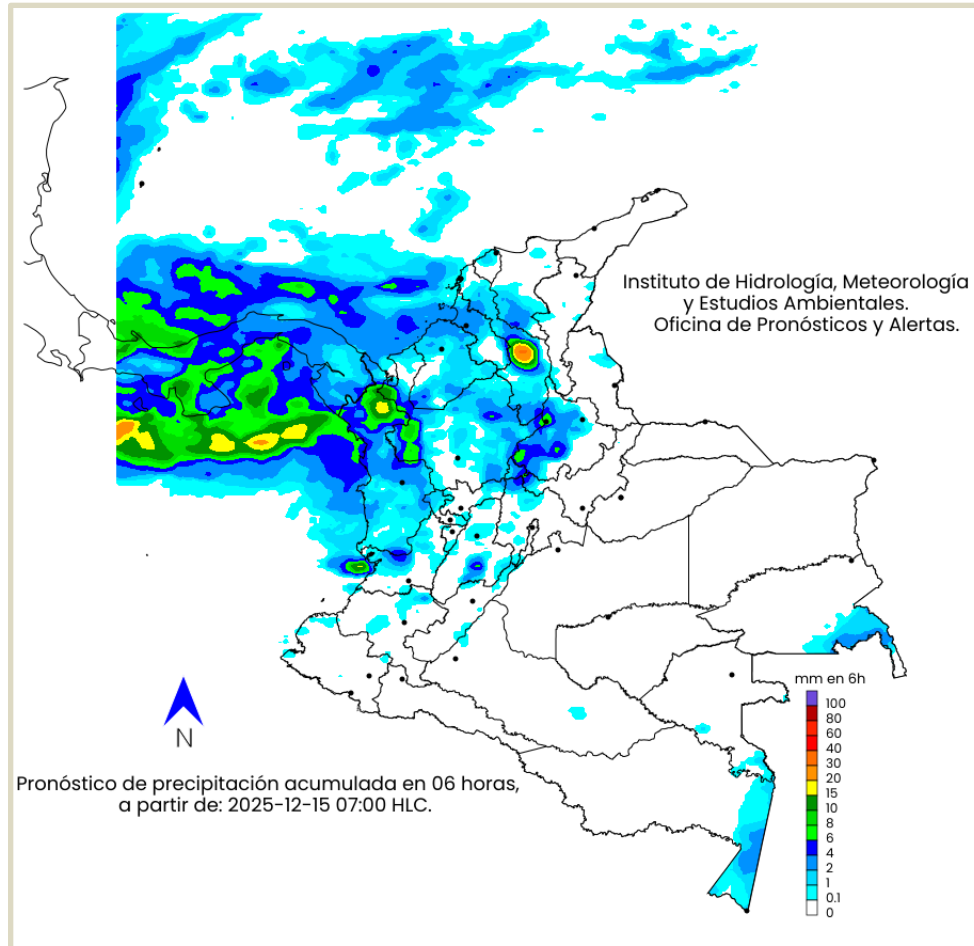 Instituto de Hidrología, Meteorología
y Estudios Ambientales.
Oficina de Pronósticos y Alertas.
mm en 6h
100
80
60
40
30
20
15
10
8
6
4
2
1
0.1
0
N
Pronóstico de precipitación acumulada en 06 horas,
a partir de: 2025-12-15 07:00 HLC.